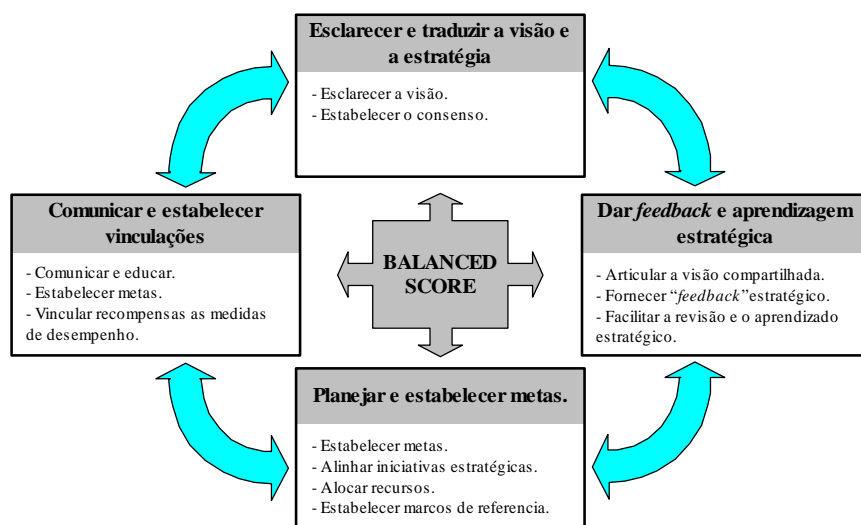 Esclarecer e traduzir a visão e
a estratégia
- Esclarecer a visão.
- Estabelecer o consenso.
Comunicar e estabelecer
vinculações
- Comunicar e educar.
- Estabelecer metas.
- Vincular recompensas as medidas
de desempenho.
BALANCED
SCORE
Dar feedback e aprendizagem
estratégica
- Articular a visão compartilhada.
- Fornecer “feedback”estratégico.
- Facilitar a revisão e o aprendizado
estratégico.
Planejar e estabelecer metas.
- Estabelecer metas.
- Alinhar iniciativas estratégicas.
- Alocar recursos.
- Estabelecer marcos de referencia.